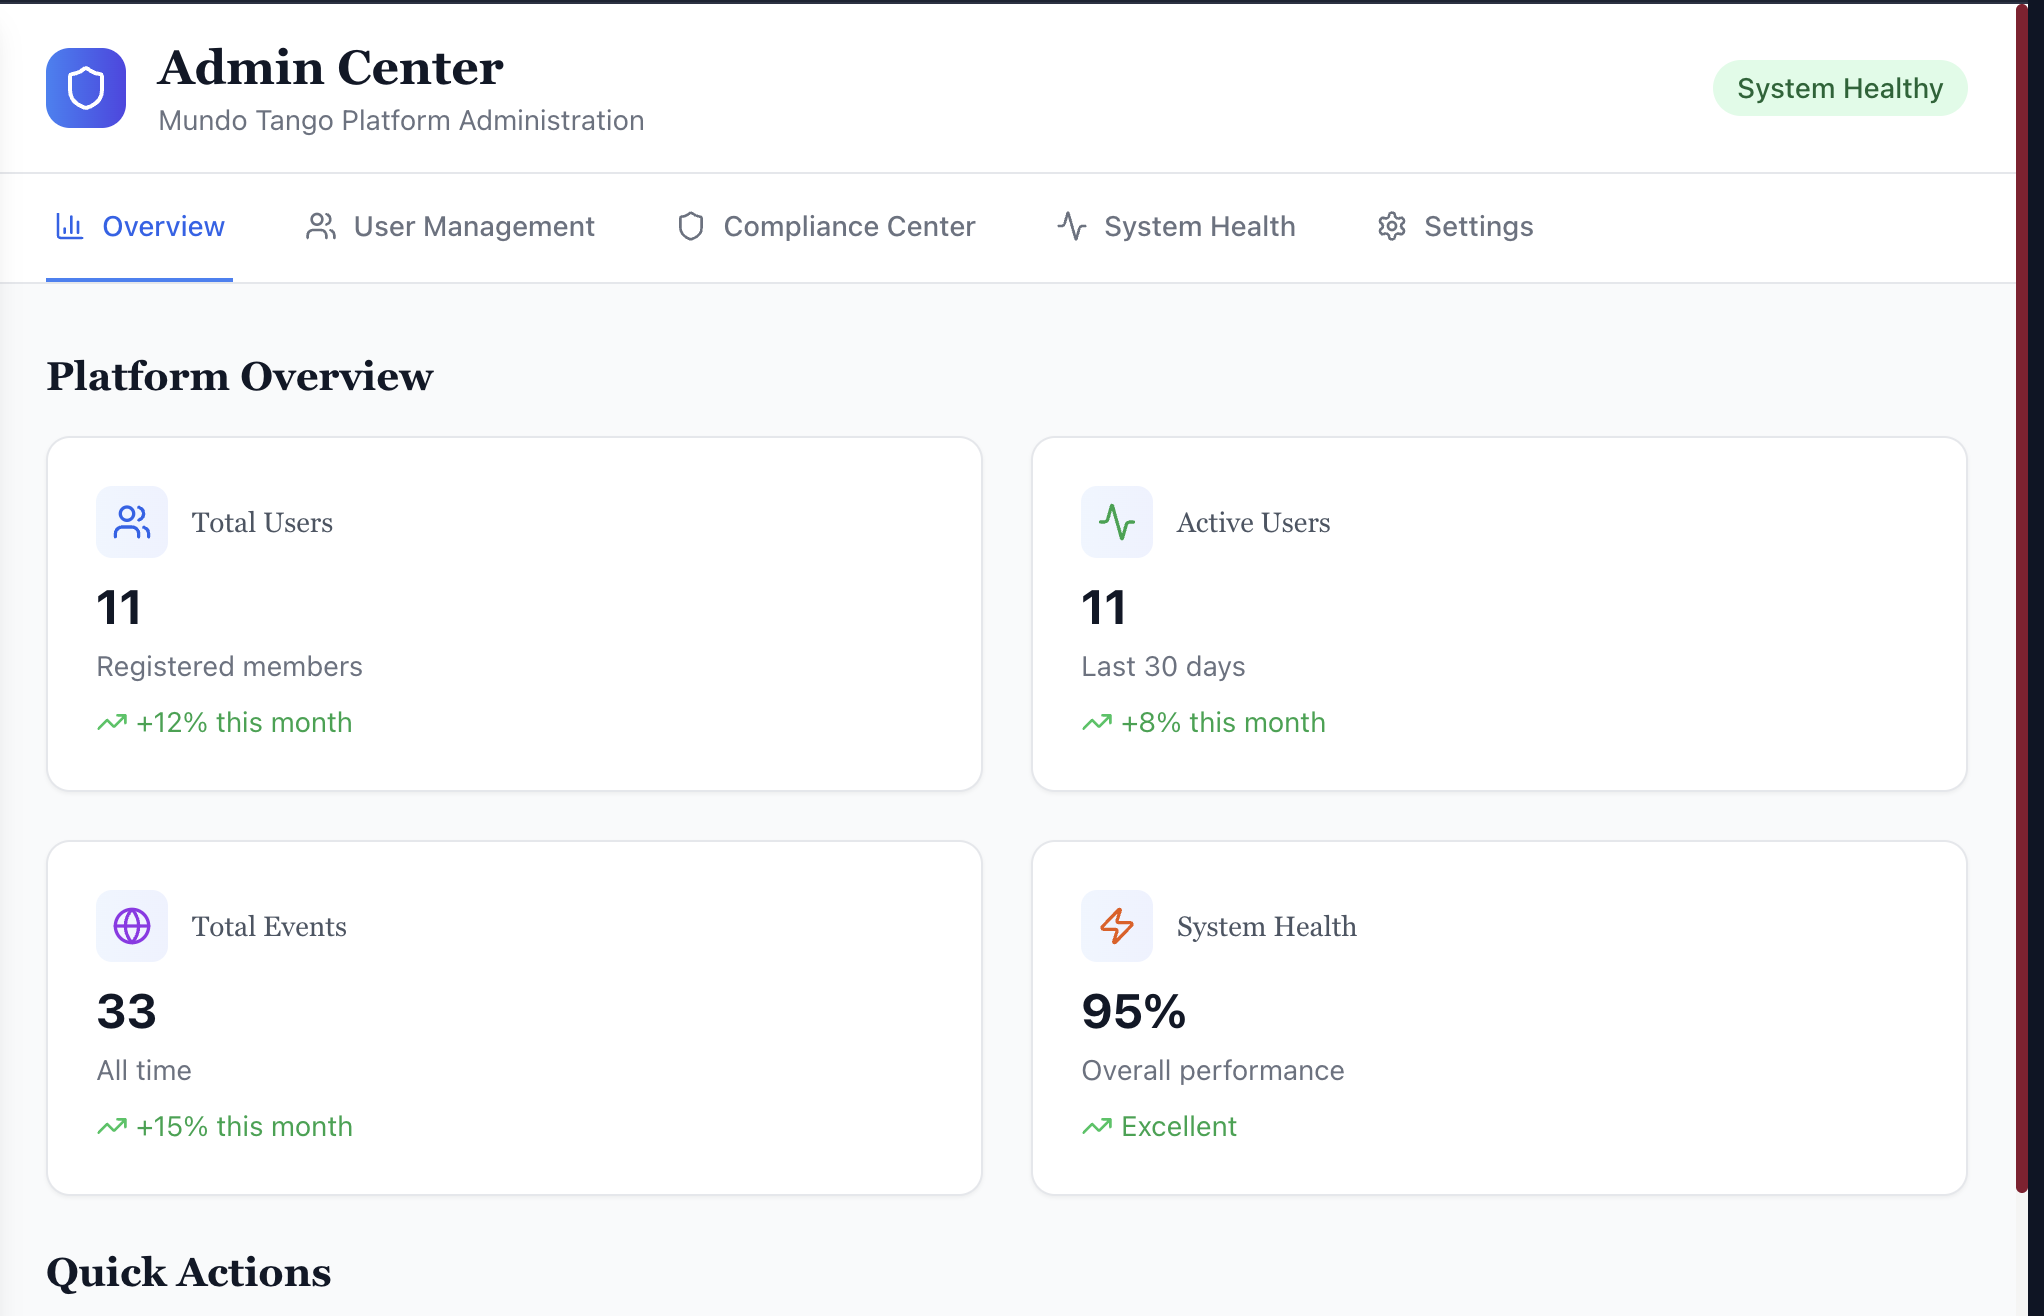 Admin Center
Mundo Tango Platform Administration
System Healthy
Overview
User Management
Compliance Center
System Health
Settings
Platform Overview
Total Users
11
Registered members
+12% this month
Active Users
11
Last 30 days
+8% this month
Total Events
33
All time
+15% this month
System Health
95%
Overall performance
Excellent
Quick Actions